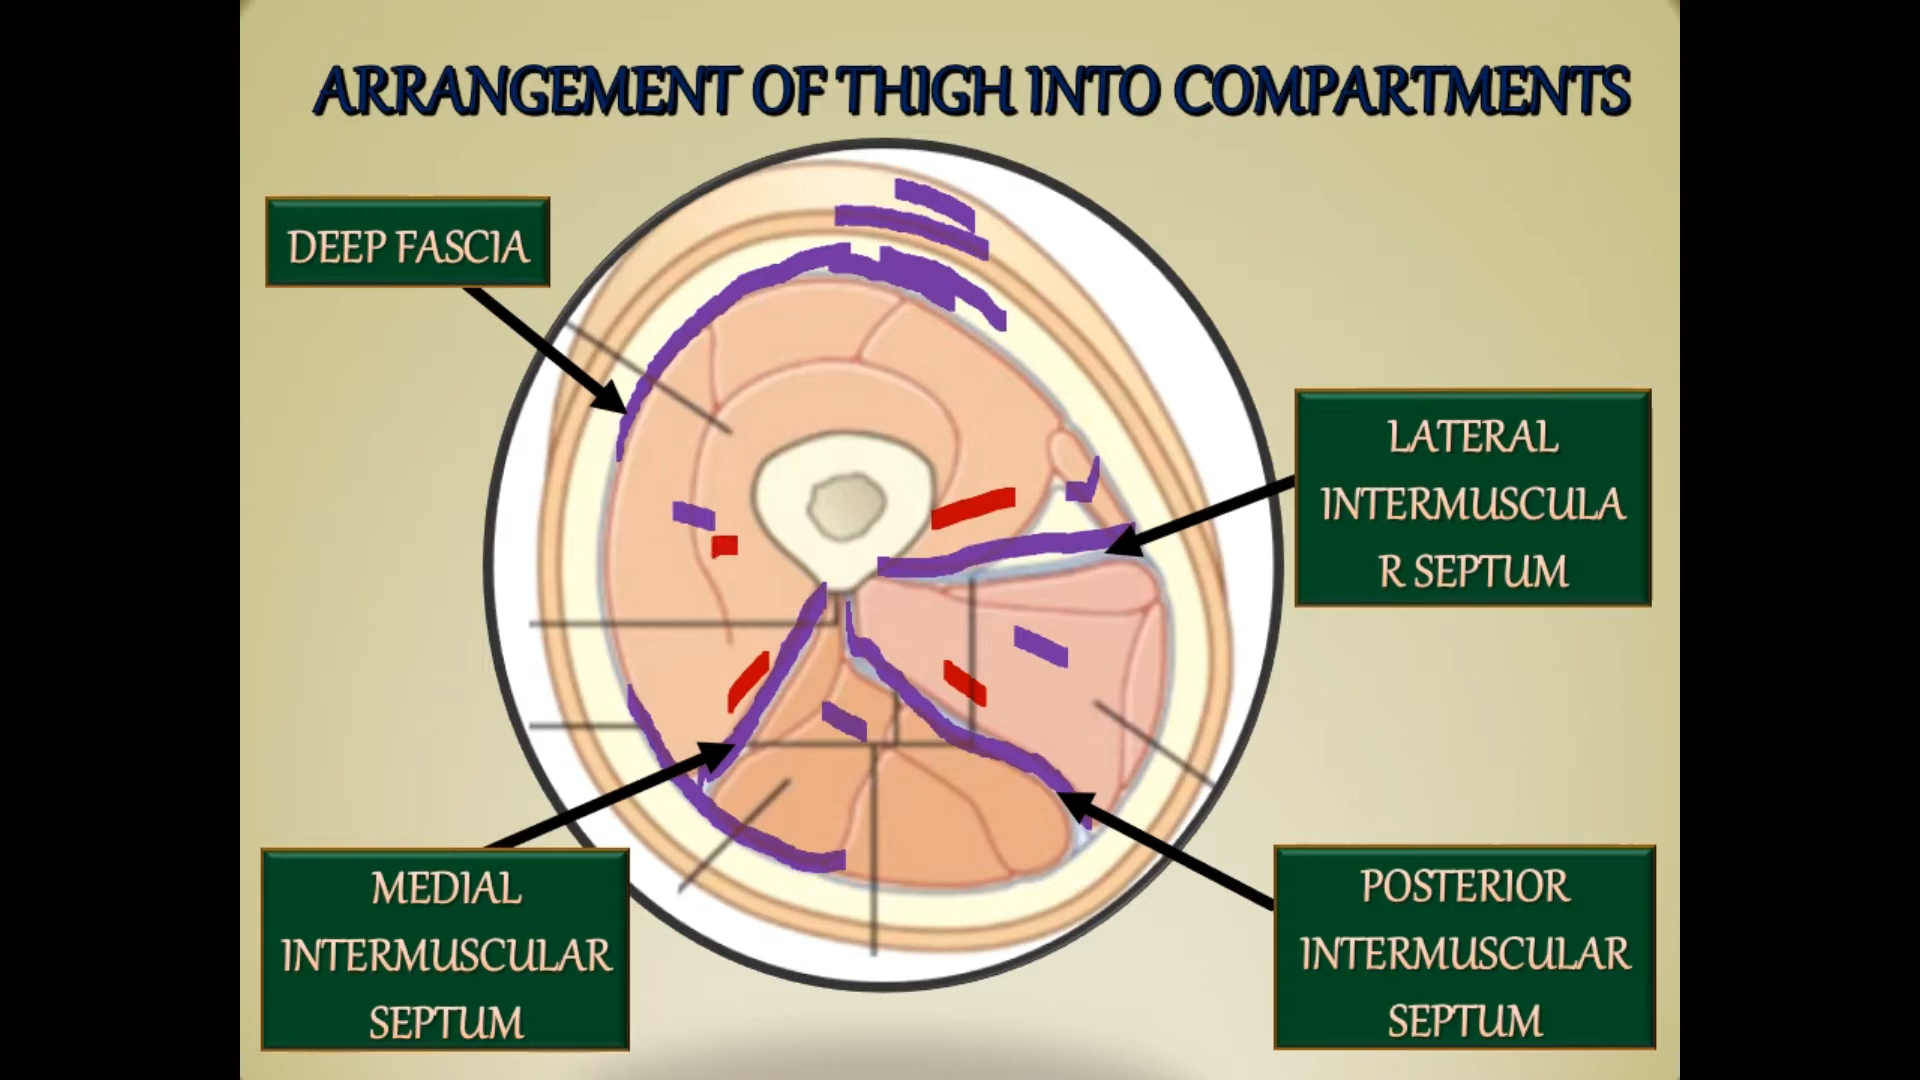 ARRANGEMENT OF THIGH INTO COMPARTMENTS
DEEP FASCIA
LATERAL
INTERMUSCULA
R SEPTUM
MEDIAL
INTERMUSCULAR
SEPTUM
POSTERIOR
INTERMUSCULAR
SEPTUM